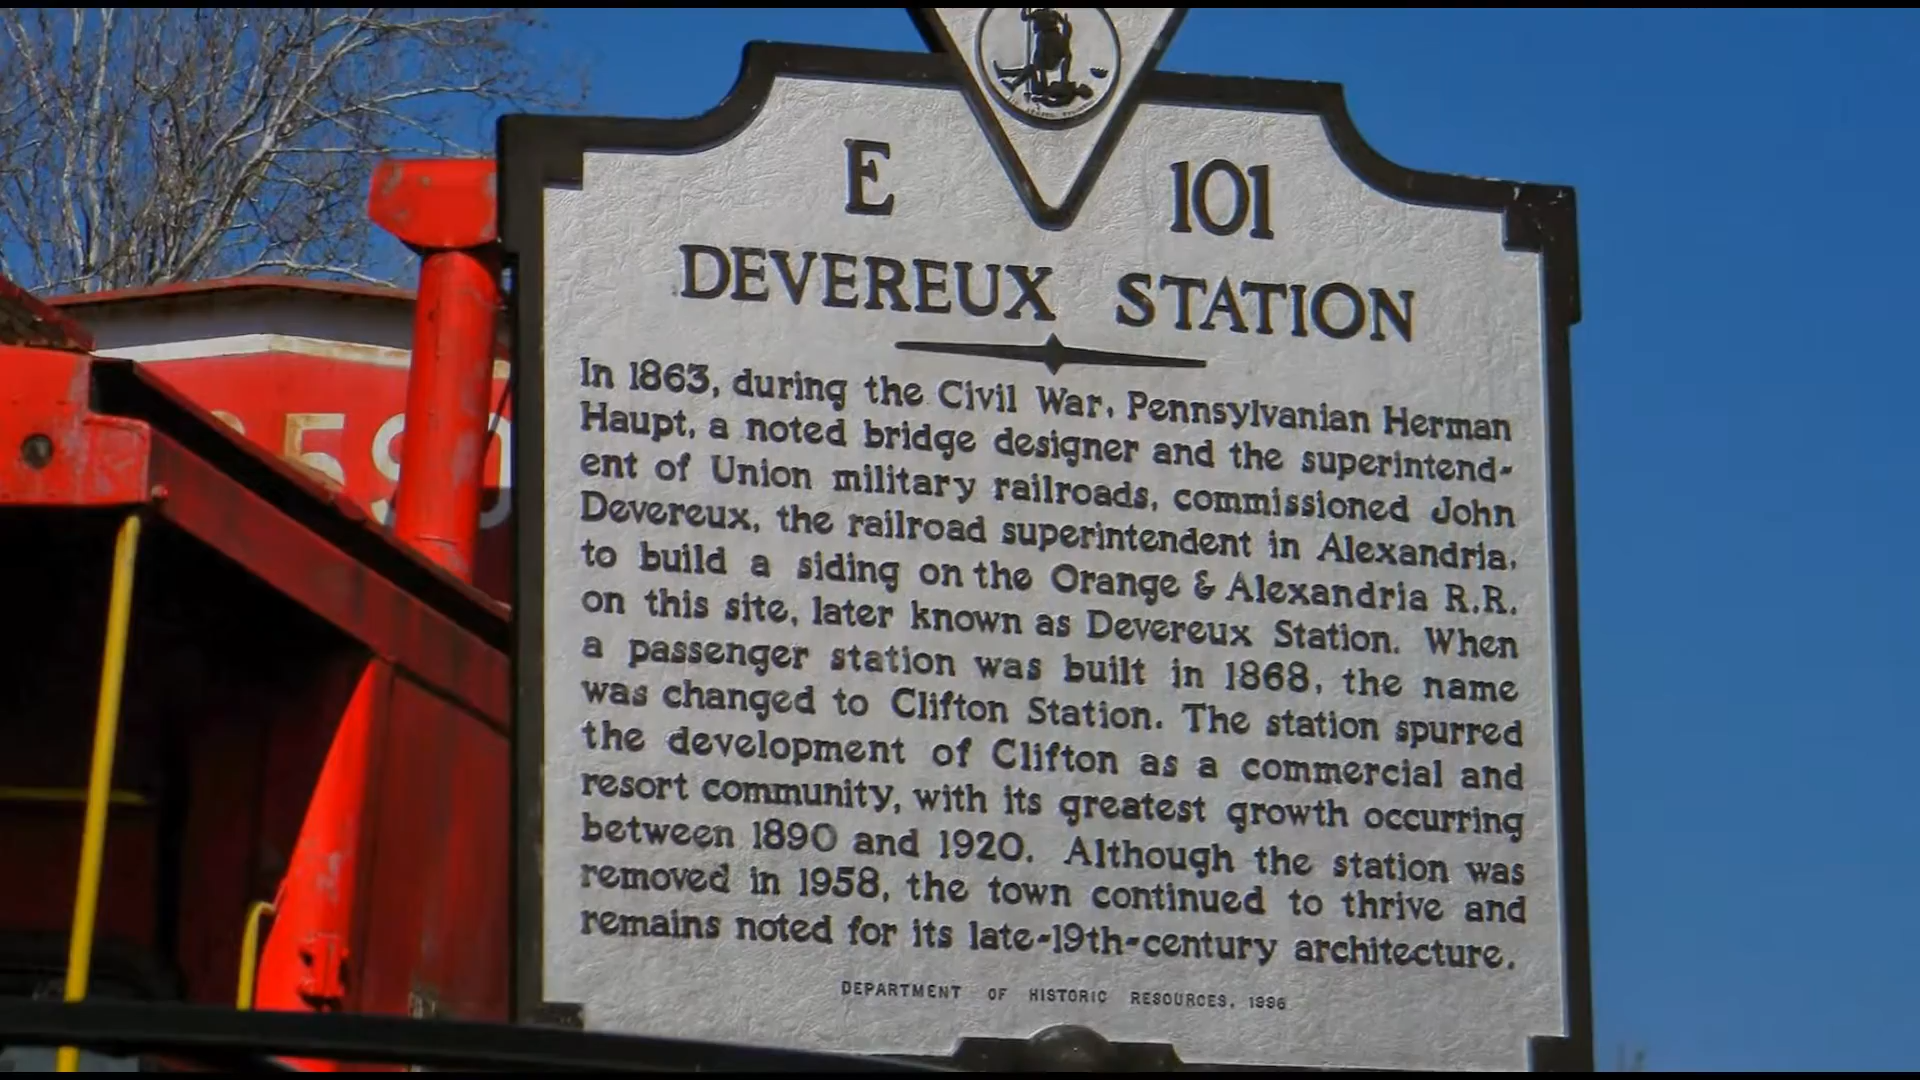 E 101
DEVEREUX STATION
In 1863, during the Civil War, Pennsylvanian Herman
Haupt, a noted bridge designer and the superintend-
ent of Union military railroads, commissioned John
Devereux, the railroad superintendent in Alexandria,
to build a siding on the Orange & Alexandria R.R.
on this site, later known as Devereux Station. When
a passenger station was built in 1868, the name
was changed to Clifton Station. The station spurred
the development of Clifton as a commercial and
resort community, with its greatest growth occurring
between 1890 and 1920. Although the station was
removed in 1958, the town continued to thrive and
remains noted for its late-19th-century architecture.
DEPARTMENT OF HISTORIC RESOURCES, 1996